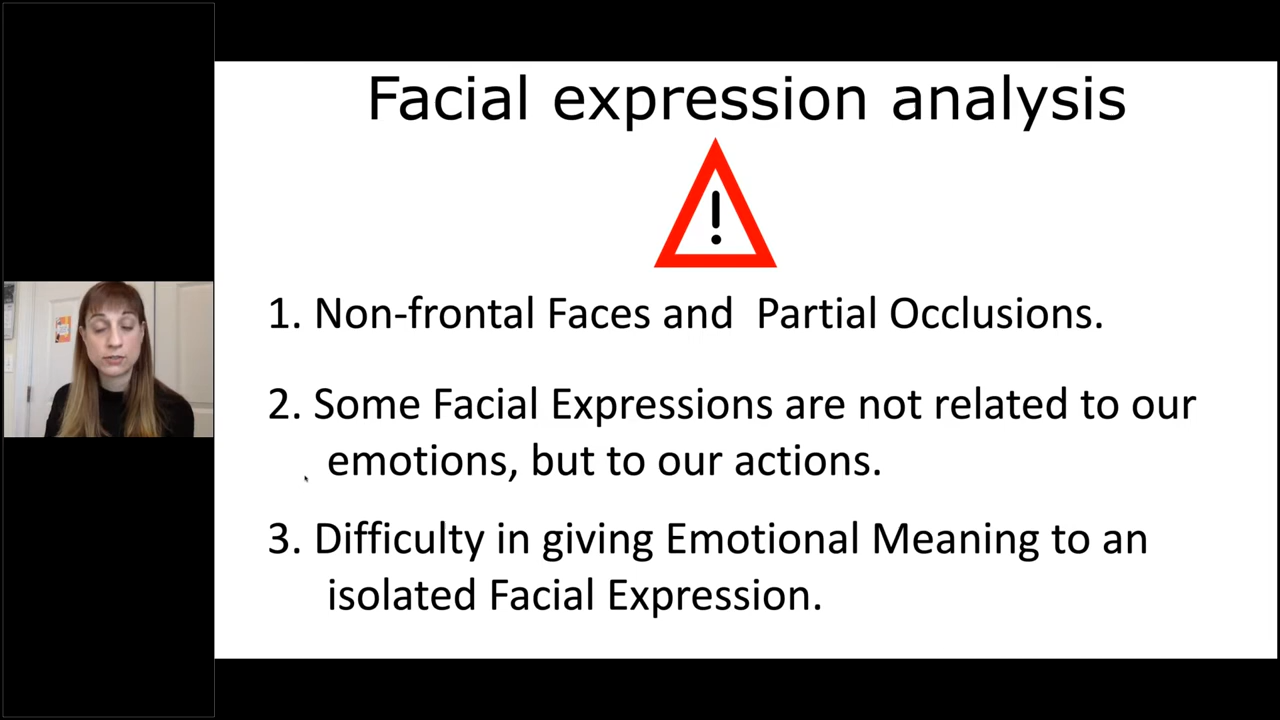 Facial expression analysis
!
1. Non-frontal Faces and  Partial Occlusions.
2. Some Facial Expressions are not related to our
emotions, but to our actions.
3. Difficulty in giving Emotional Meaning to an
isolated Facial Expression.